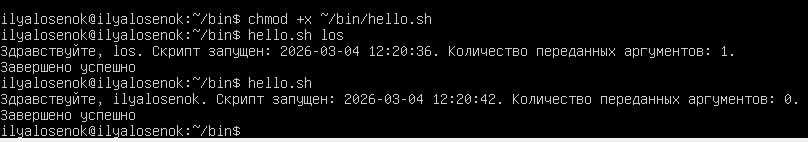 ilyalosenok@ilyalosenok:~/bin$ chmod +x ~/bin/hello.sh
ilyalosenok@ilyalosenok:~/bin$ hello.sh los
Здравствуйте, los. Скрипт запущен: 2026-03-04 12:20:36. Количество переданных аргументов: 1.
Завершено успешно
ilyalosenok@ilyalosenok:~/bin$ hello.sh
Здравствуйте, ilyalosenok. Скрипт запущен: 2026-03-04 12:20:42. Количество переданных аргументов: 0.
Завершено успешно
ilyalosenok@ilyalosenok:~/bin$